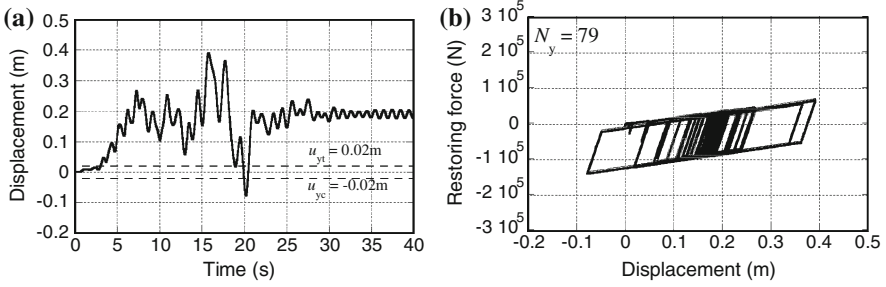 (a)
Displacement (m)
0.5
0.4
0.3
0.2
0.1
0
-0.1
-0.2
u_yt = 0.02m
u_yc = -0.02m
0 5 10 15 20 25 30 35 40
Time (s)
(b)
Restoring force (N)
3 10^5
2 10^5
1 10^5
0
-1 10^5
-2 10^5
-3 10^5
N_y = 79
-0.2 -0.1 0 0.1 0.2 0.3 0.4 0.5
Displacement (m)